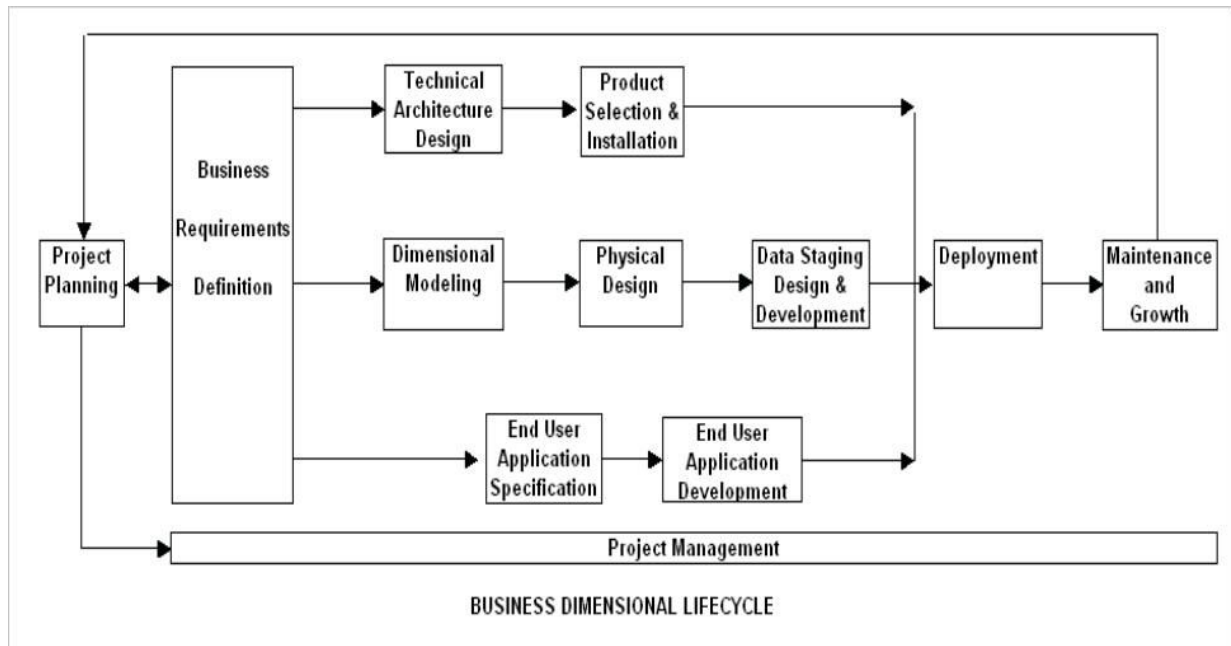 Technical
Architecture
Design
Product
Selection &
Installation
Business
Requirements
Definition
Project
Planning
Dimensional
Modeling
Physical
Design
Data Staging
Design &
Development
Deployment
Maintenance
and
Growth
End User
Application
Specification
End User
Application
Development
Project Management
BUSINESS DIMENSIONAL LIFECYCLE